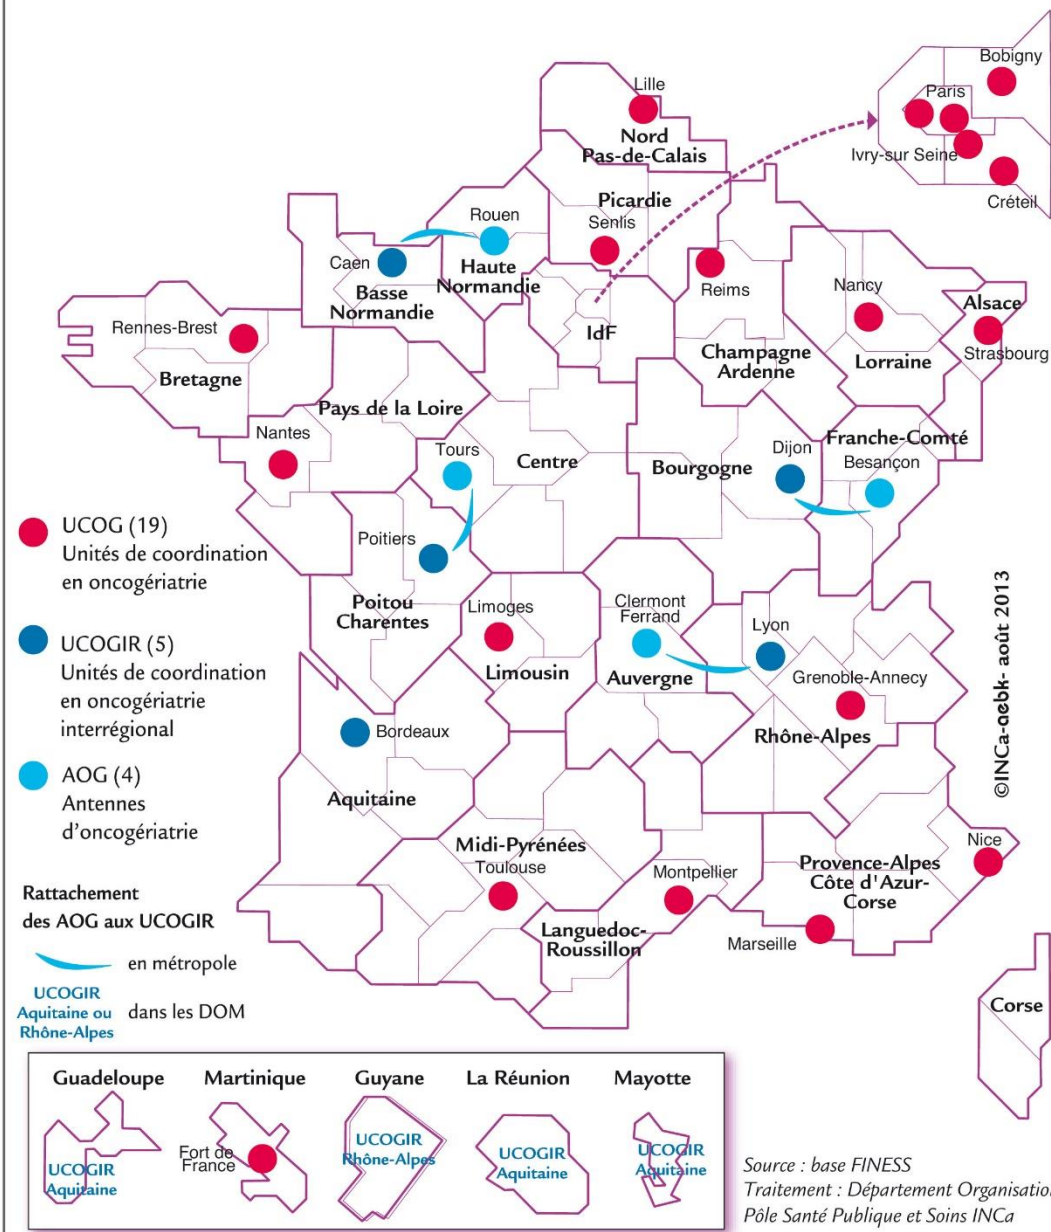 Bobigny
Lille
Paris
Nord
Pas-de-Calais
Ivry-sur Seine
Créteil
Picardie
Rouen
Senlis
Caen
Haute
Normandie
Reims
Nancy
Basse
Normandie
Alsace
Rennes-Brest
IdF
Strasbourg
Champagne
Ardenne
Lorraine
Bretagne
Pays de la Loire
Nantes
Tours
Centre
Bourgogne
Dijon
Franche-Comté
Besançon
Poitiers
Poitou
Charentes
Limoges
Limousin
Clermont
Ferrand
Auvergne
Lyon
Grenoble-Annecy
Rhône-Alpes
Bordeaux
Aquitaine
Midi-Pyrénées
Toulouse
Montpellier
Languedoc-
Roussillon
Provence-Alpes
Côte d'Azur-
Corse
Nice
Marseille
Corse
UCOG (19)
Unités de coordination
en oncogériatrie
UCOGIR (5)
Unités de coordination
en oncogériatrie
interrégional
AOG (4)
Antennes
d'oncogériatrie
Rattachement
des AOG aux UCOGIR
en métropole
UCOGIR
Aquitaine ou
Rhône-Alpes
dans les DOM
©INCa-aebk- août 2013
Guadeloupe
UCOGIR
Aquitaine
Martinique
Fort de
France
Guyane
UCOGIR
Rhône-Alpes
La Réunion
UCOGIR
Aquitaine
Mayotte
UCOGIR
Aquitaine
Source : base FINESS
Traitement : Département Organisation
Pôle Santé Publique et Soins INCa